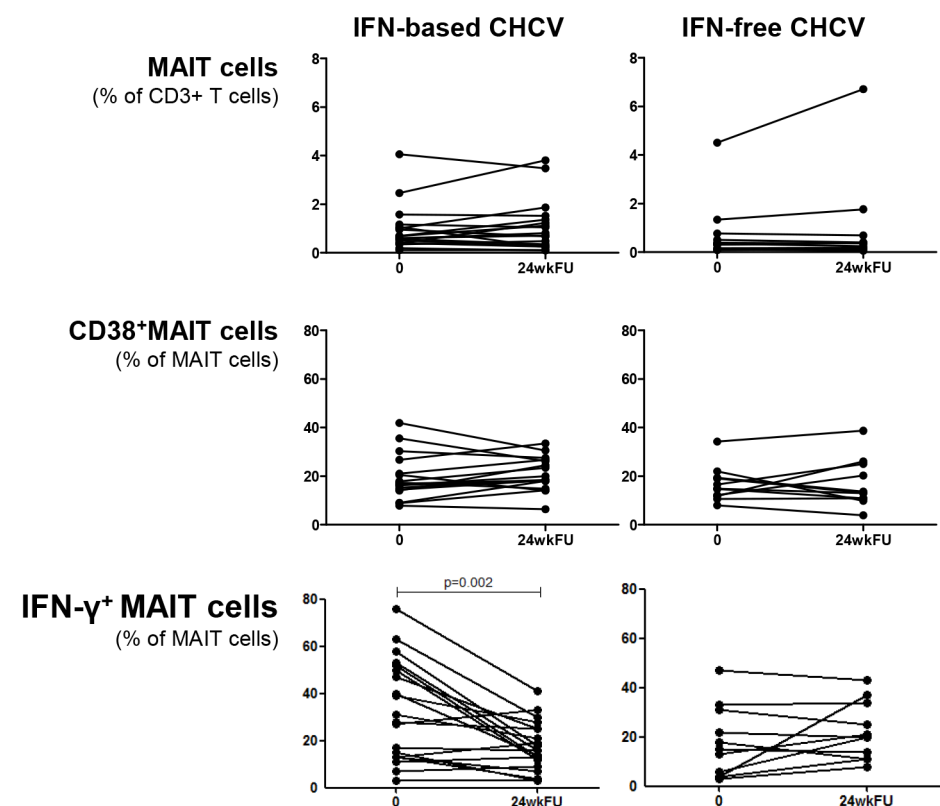 IFN-based CHCV
IFN-free CHCV
MAIT cells
(% of CD3+ T cells)
8
6
4
2
0
0
24wkFU
8
6
4
2
0
0
24wkFU
CD38⁺MAIT cells
(% of MAIT cells)
80
60
40
20
0
0
24wkFU
80
60
40
20
0
0
24wkFU
IFN-γ⁺ MAIT cells
(% of MAIT cells)
p=0.002
80
60
40
20
0
0
24wkFU
80
60
40
20
0
0
24wkFU